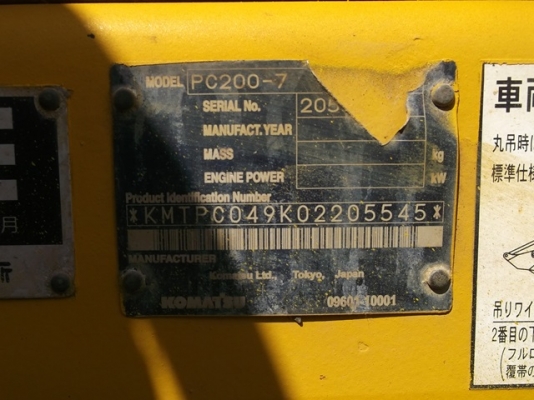 MODEL PC200-7
SERIAL No. 205
MANUFACT. YEAR
MASS kg
ENGINE POWER kW
Product Identification Number
*KMTPC049K02205545*
MANUFACTURER
Komatsu Ltd. Tokyo, Japan
KOMATSU 09601-10001
月
所
車両
丸吊時に
標準仕様
吊りワイ
2番目の下
(フルロ
覆帯の